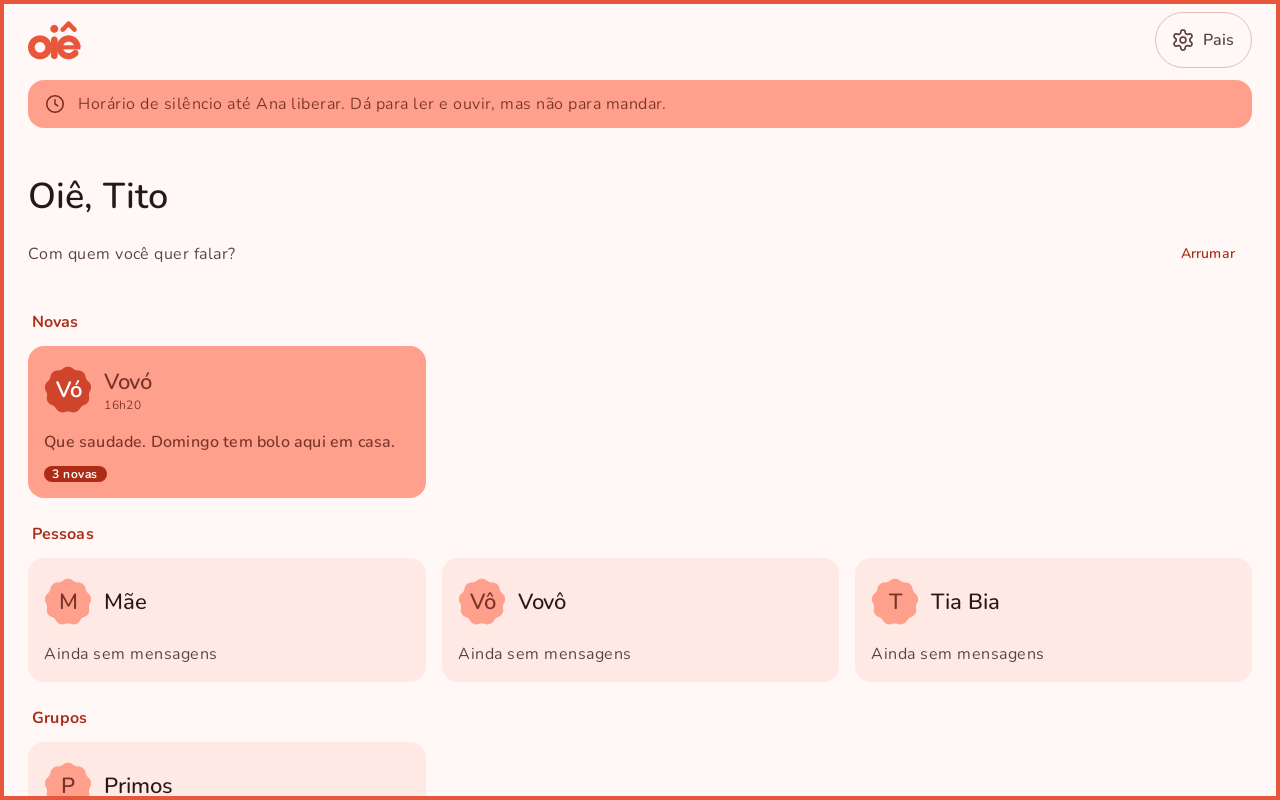 oiê
Pais
Horário de silêncio até Ana liberar. Dá para ler e ouvir, mas não para mandar.
Oiê, Tito
Com quem você quer falar?
Arrumar
Novas
Vó
Vovó
16h20
Que saudade. Domingo tem bolo aqui em casa.
3 novas
Pessoas
M
Mãe
Ainda sem mensagens
Vô
Vovô
Ainda sem mensagens
T
Tia Bia
Ainda sem mensagens
Grupos
P
Primos